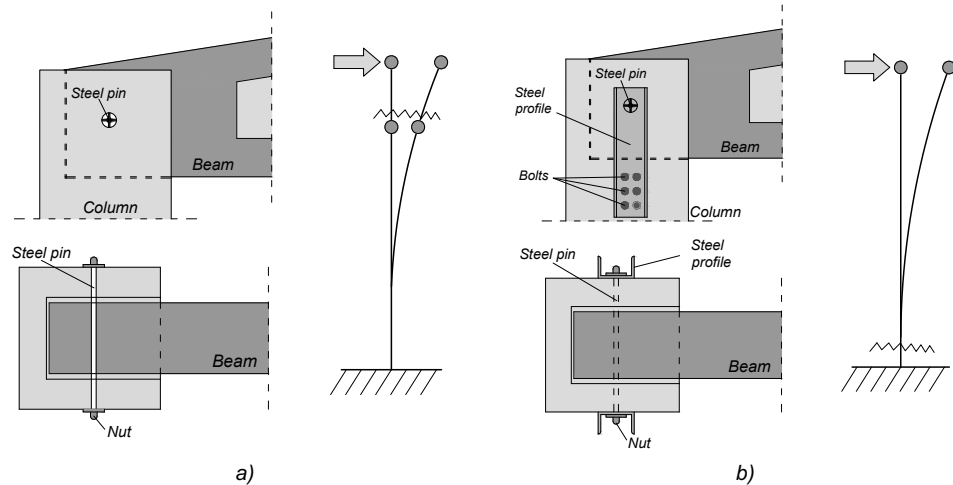 Steel pin
Beam
Column
Steel pin
Beam
Nut
a)
Steel pin
Steel
profile
Beam
Bolts
Column
Steel pin
Steel
profile
Beam
Nut
b)